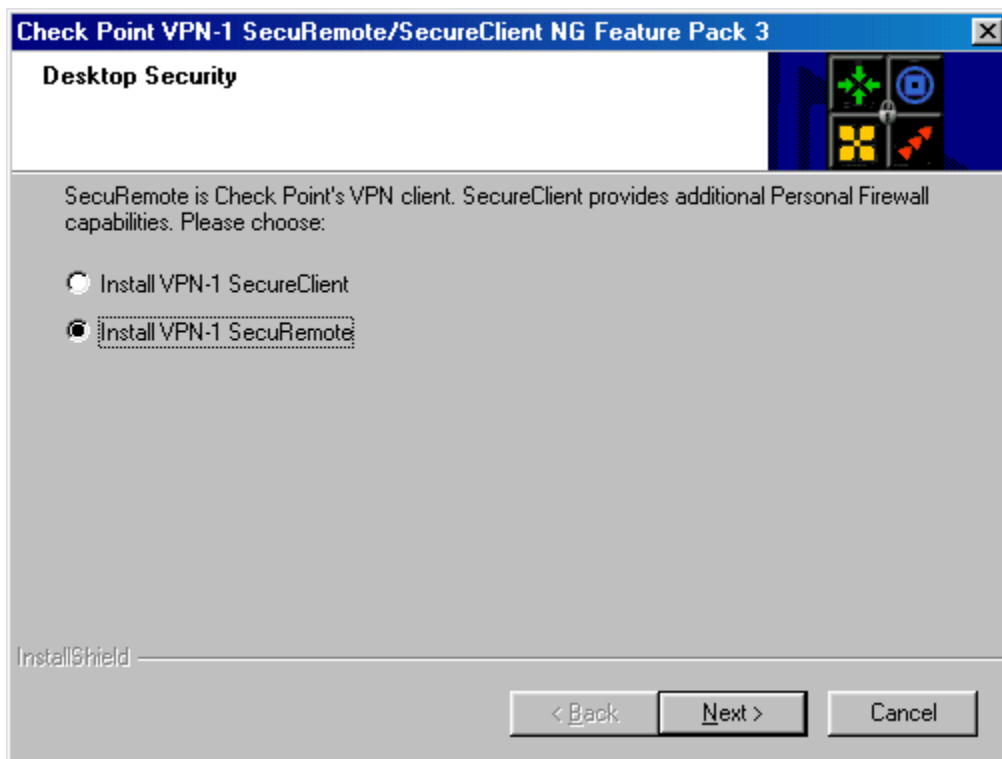 Check Point VPN-1 SecuRemote/SecureClient NG Feature Pack 3
Desktop Security
SecuRemote is Check Point's VPN client. SecureClient provides additional Personal Firewall
capabilities. Please choose:
Install VPN-1 SecureClient
Install VPN-1 SecuRemote
InstallShield
< Back
Next >
Cancel